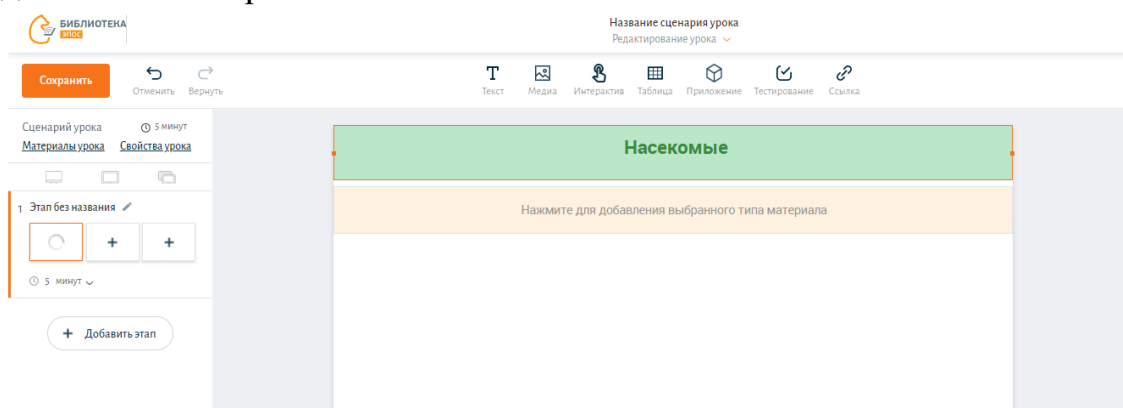 БИБЛИОТЕКА
ЭПОС
Название сценария урока
Редактирование урока
Сохранить
Отменить
Вернуть
Текст
Медиа
Интерактив
Таблица
Приложение
Тестирование
Ссылка
Сценарий урока
5 минут
Материалы урока
Свойства урока
1 Этап без названия
5 минут
Добавить этап
Насекомые
Нажмите для добавления выбранного типа материала